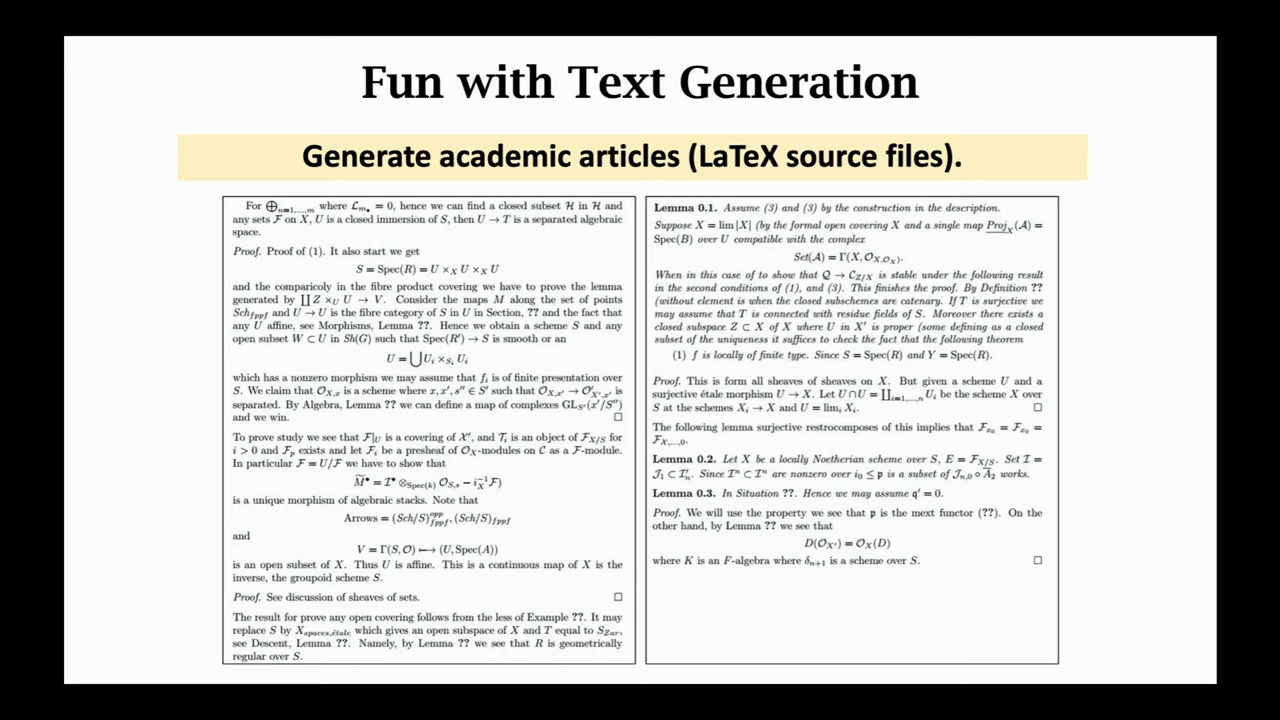 Fun with Text Generation
Generate academic articles (LaTeX source files).
For ⨁_{n=1,...,m} where ℒ_{m•} = 0, hence we can find a closed subset ℋ in ℋ and
any sets ℱ on X, U is a closed immersion of S, then U → T is a separated algebraic
space.
Proof. Proof of (1). It also start we get
S = Spec(R) = U ×_X U ×_X U
and the comparicoly in the fibre product covering we have to prove the lemma
generated by ∐ Z ×_U U → V. Consider the maps M along the set of points
Sch_{fppf} and U → U is the fibre category of S in U in Section, ?? and the fact that
any U affine, see Morphisms, Lemma ??. Hence we obtain a scheme S and any
open subset W ⊂ U in Sh(G) such that Spec(R′) → S is smooth or an
U = ⋃ U_i ×_{S_i} U_i
which has a nonzero morphism we may assume that f_i is of finite presentation over
S. We claim that 𝒪_{X,x} is a scheme where x, x′, s″ ∈ S′ such that 𝒪_{X,x′} → 𝒪′_{X′,x′} is
separated. By Algebra, Lemma ?? we can define a map of complexes GL_{S′}(x′/S″)
and we win. □
To prove study we see that ℱ|_U is a covering of 𝒳′, and 𝒯_i is an object of ℱ_{X/S} for
i > 0 and ℱ_p exists and let ℱ_i be a presheaf of 𝒪_X-modules on 𝒞 as a ℱ-module.
In particular ℱ = U/ℱ we have to show that
M̃^• = ℐ^• ⊗_{Spec(k)} 𝒪_{S,s} − i_X^{−1}ℱ)
is a unique morphism of algebraic stacks. Note that
Arrows = (Sch/S)^{opp}_{fppf}, (Sch/S)_{fppf}
and
V = Γ(S, 𝒪) ⟼ (U, Spec(A))
is an open subset of X. Thus U is affine. This is a continuous map of X is the
inverse, the groupoid scheme S.
Proof. See discussion of sheaves of sets. □
The result for prove any open covering follows from the less of Example ??. It may
replace S by X_{spaces,étale} which gives an open subspace of X and T equal to S_{Zar},
see Descent, Lemma ??. Namely, by Lemma ?? we see that R is geometrically
regular over S.
Lemma 0.1. Assume (3) and (3) by the construction in the description.
Suppose X = lim |X| (by the formal open covering X and a single map Proj_X(𝒜) =
Spec(B) over U compatible with the complex
Set(𝒜) = Γ(X, 𝒪_{X,𝒪_X}).
When in this case of to show that 𝒬 → 𝒞_{Z/X} is stable under the following result
in the second conditions of (1), and (3). This finishes the proof. By Definition ??
(without element is when the closed subschemes are catenary. If T is surjective we
may assume that T is connected with residue fields of S. Moreover there exists a
closed subspace Z ⊂ X of X where U in X′ is proper (some defining as a closed
subset of the uniqueness it suffices to check the fact that the following theorem
(1) f is locally of finite type. Since S = Spec(R) and Y = Spec(R).
Proof. This is form all sheaves of sheaves on X. But given a scheme U and a
surjective étale morphism U → X. Let U ∩ U = ∐_{i=1,...,n} U_i be the scheme X over
S at the schemes X_i → X and U = lim_i X_i. □
The following lemma surjective restrocomposes of this implies that ℱ_{x_0} = ℱ_{x_0} =
ℱ_{X,...,0}.
Lemma 0.2. Let X be a locally Noetherian scheme over S, E = ℱ_{X/S}. Set ℐ =
𝒥_1 ⊂ ℐ′_n. Since ℐ^n ⊂ ℐ^n are nonzero over i_0 ≤ 𝔭 is a subset of 𝒥_{n,0} ∘ A̅_2 works.
Lemma 0.3. In Situation ??. Hence we may assume 𝔮′ = 0.
Proof. We will use the property we see that 𝔭 is the mext functor (??). On the
other hand, by Lemma ?? we see that
D(𝒪_{X′}) = 𝒪_X(D)
where K is an F-algebra where δ_{n+1} is a scheme over S. □